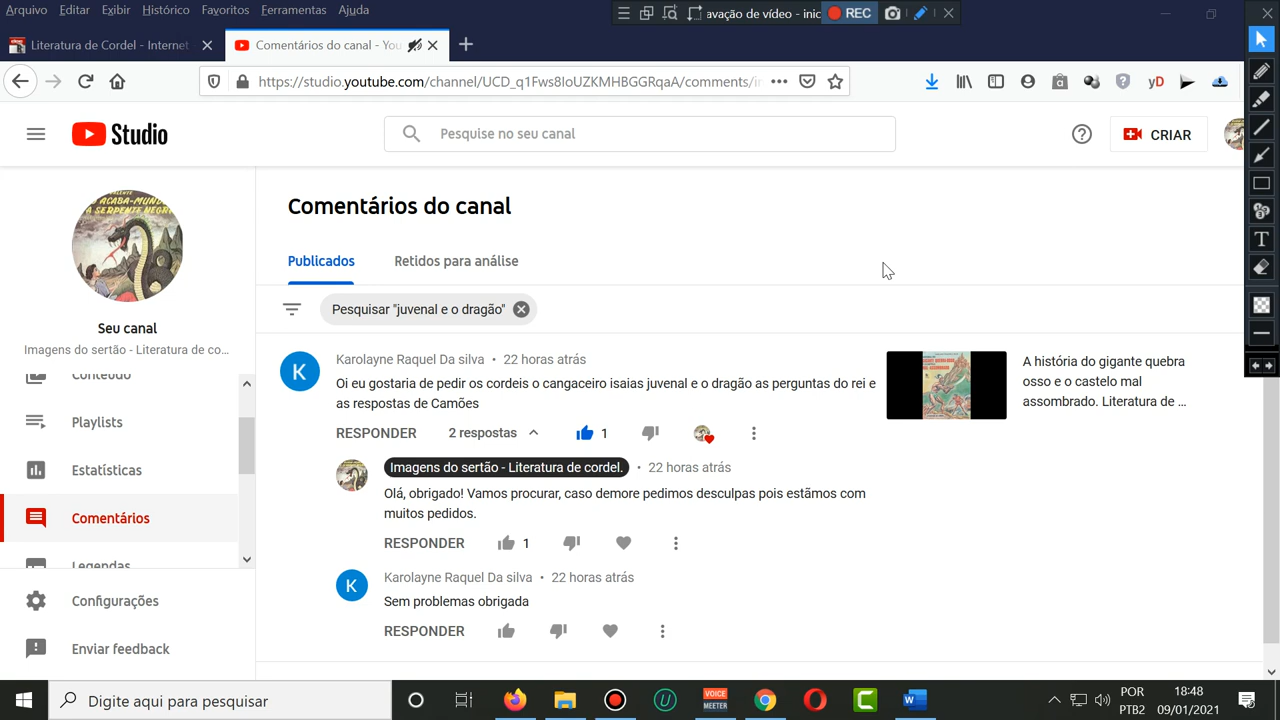 Arquivo Editar Exibir Histórico Favoritos Ferramentas Ajuda
avação de vídeo - inic REC
Literatura de Cordel - Internet
Comentários do canal - You
https://studio.youtube.com/channel/UCD_q1Fws8IoUZKMHBGGRqaA/comments/in
yD
Studio
Pesquise no seu canal
CRIAR
Comentários do canal
Publicados
Retidos para análise
Pesquisar "juvenal e o dragão"
Seu canal
Imagens do sertão - Literatura de co...
Conteúdo
Playlists
Estatísticas
Comentários
Legendas
Configurações
Enviar feedback
K
Karolayne Raquel Da silva • 22 horas atrás
Oi eu gostaria de pedir os cordeis o cangaceiro isaias juvenal e o dragão as perguntas do rei e
as respostas de Camões
RESPONDER 2 respostas 1
A história do gigante quebra
osso e o castelo mal
assombrado. Literatura de ...
Imagens do sertão - Literatura de cordel. • 22 horas atrás
Olá, obrigado! Vamos procurar, caso demore pedimos desculpas pois estãmos com
muitos pedidos.
RESPONDER 1
K
Karolayne Raquel Da silva • 22 horas atrás
Sem problemas obrigada
RESPONDER
Digite aqui para pesquisar
VOICE
MEETER
POR
PTB2
18:48
09/01/2021